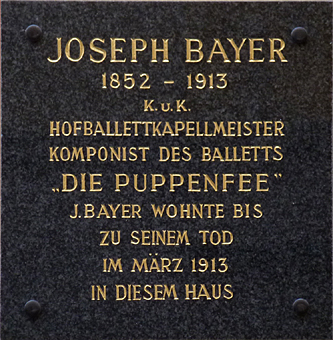 JOSEPH BAYER
1852 – 1913
K. u. K.
HOFBALLETTKAPELLMEISTER
KOMPONIST DES BALLETTS
„DIE PUPPENFEE“
J. BAYER WOHNTE BIS
ZU SEINEM TOD
IM MÄRZ 1913
IN DIESEM HAUS